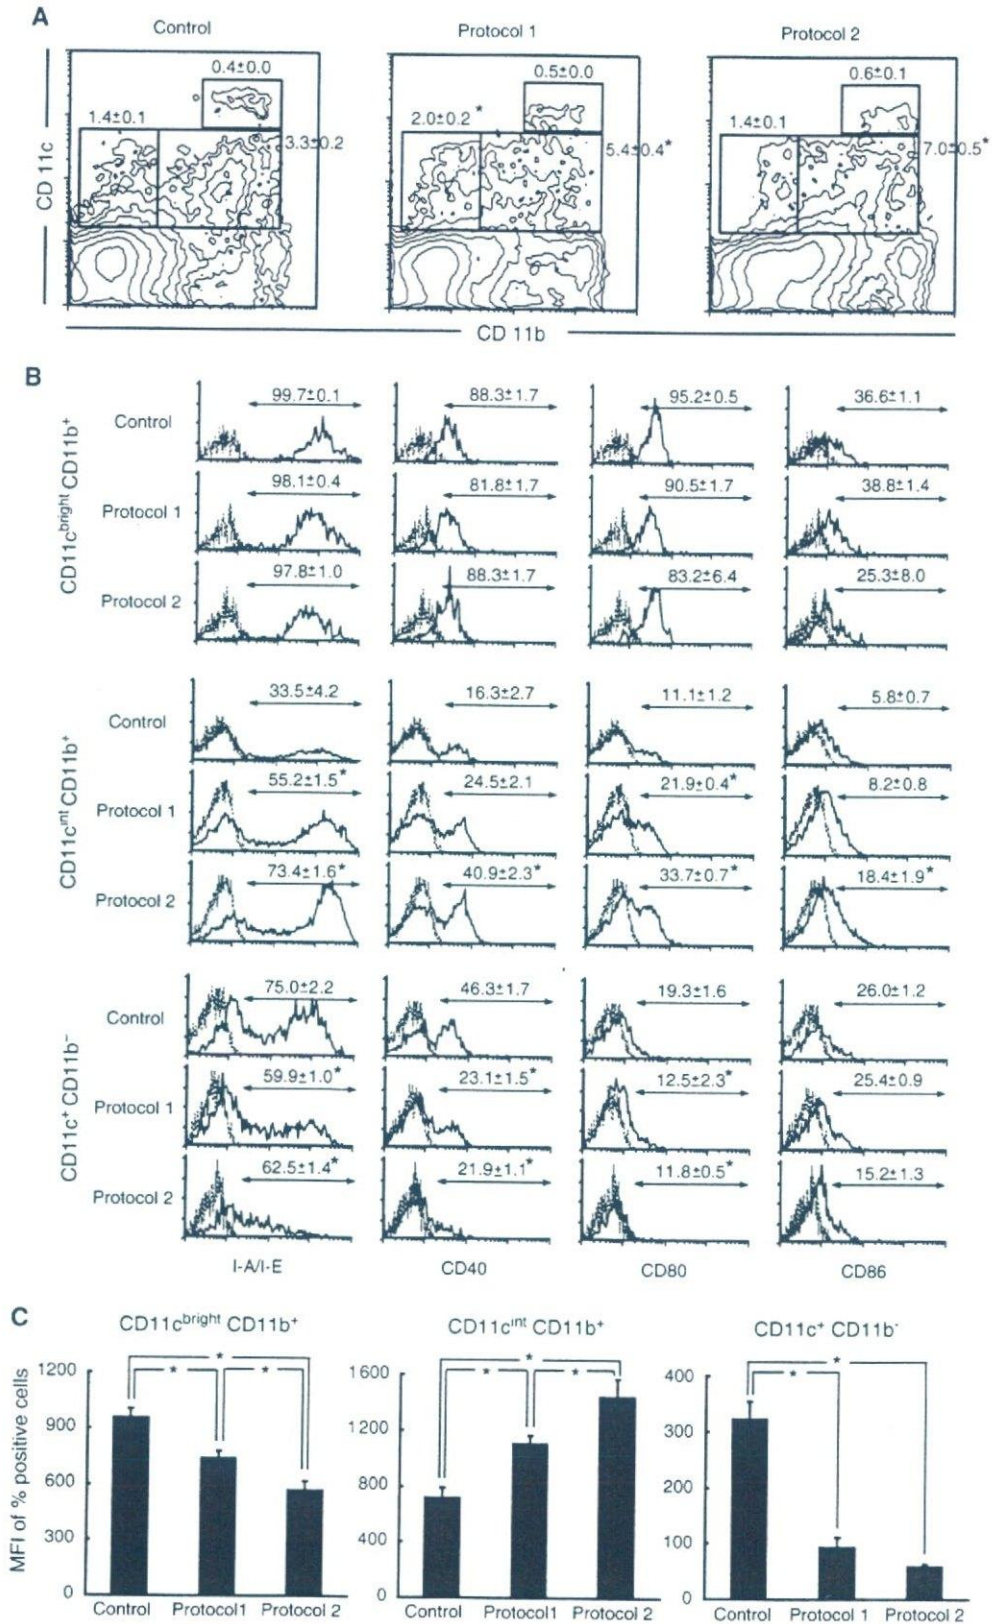 A
Control
Protocol 1
Protocol 2
CD 11c
0.4±0.0
1.4±0.1
3.3±0.2
0.5±0.0
2.0±0.2 *
5.4±0.4*
0.6±0.1
1.4±0.1
7.0±0.5*
CD 11b
B
CD11cbright CD11b+
Control
99.7±0.1
88.3±1.7
95.2±0.5
36.6±1.1
Protocol 1
98.1±0.4
81.8±1.7
90.5±1.7
38.8±1.4
Protocol 2
97.8±1.0
88.3±1.7
83.2±6.4
25.3±8.0
CD11cint CD11b+
Control
33.5±4.2
16.3±2.7
11.1±1.2
5.8±0.7
Protocol 1
55.2±1.5*
24.5±2.1
21.9±0.4*
8.2±0.8
Protocol 2
73.4±1.6*
40.9±2.3*
33.7±0.7*
18.4±1.9*
CD11c+ CD11b-
Control
75.0±2.2
46.3±1.7
19.3±1.6
26.0±1.2
Protocol 1
59.9±1.0*
23.1±1.5*
12.5±2.3*
25.4±0.9
Protocol 2
62.5±1.4*
21.9±1.1*
11.8±0.5*
15.2±1.3
I-A/I-E
CD40
CD80
CD86
C
MFI of % positive cells
CD11cbright CD11b+
1200
900
600
300
0
*
*
*
Control
Protocol1
Protocol 2
CD11cint CD11b+
1600
1200
800
400
0
*
*
*
Control
Protocol1
Protocol 2
CD11c+ CD11b-
400
300
200
100
0
*
*
Control
Protocol 1
Protocol 2